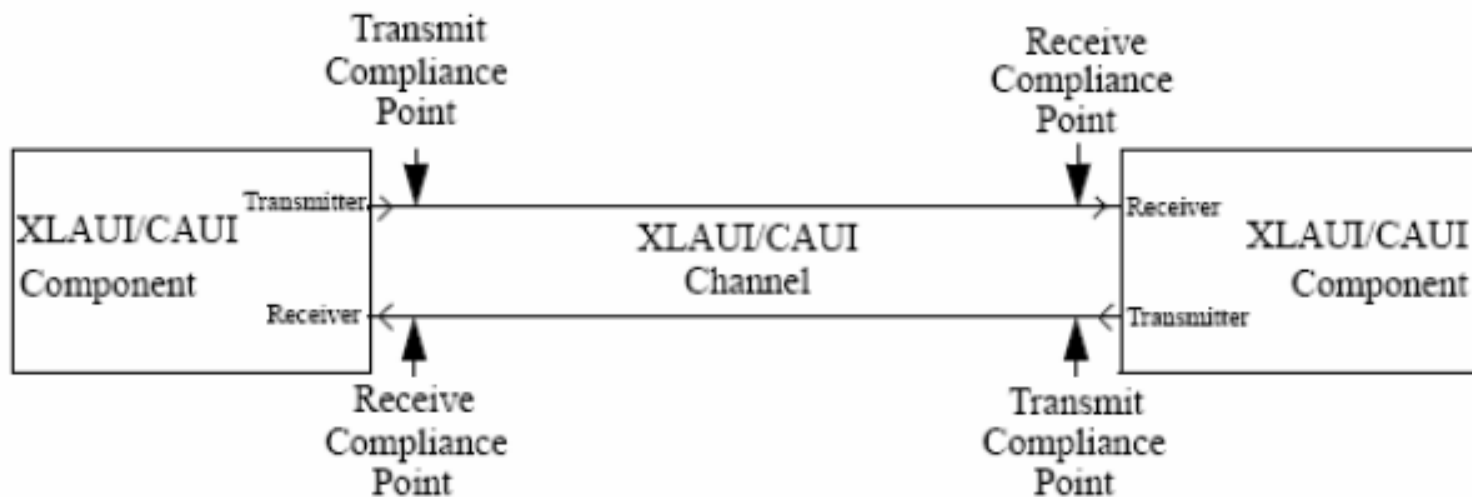 Transmit
Compliance
Point
Receive
Compliance
Point
Transmitter
XLAUI/CAUI
Component
Receiver
XLAUI/CAUI
Channel
Receiver
XLAUI/CAUI
Component
Transmitter
Receive
Compliance
Point
Transmit
Compliance
Point